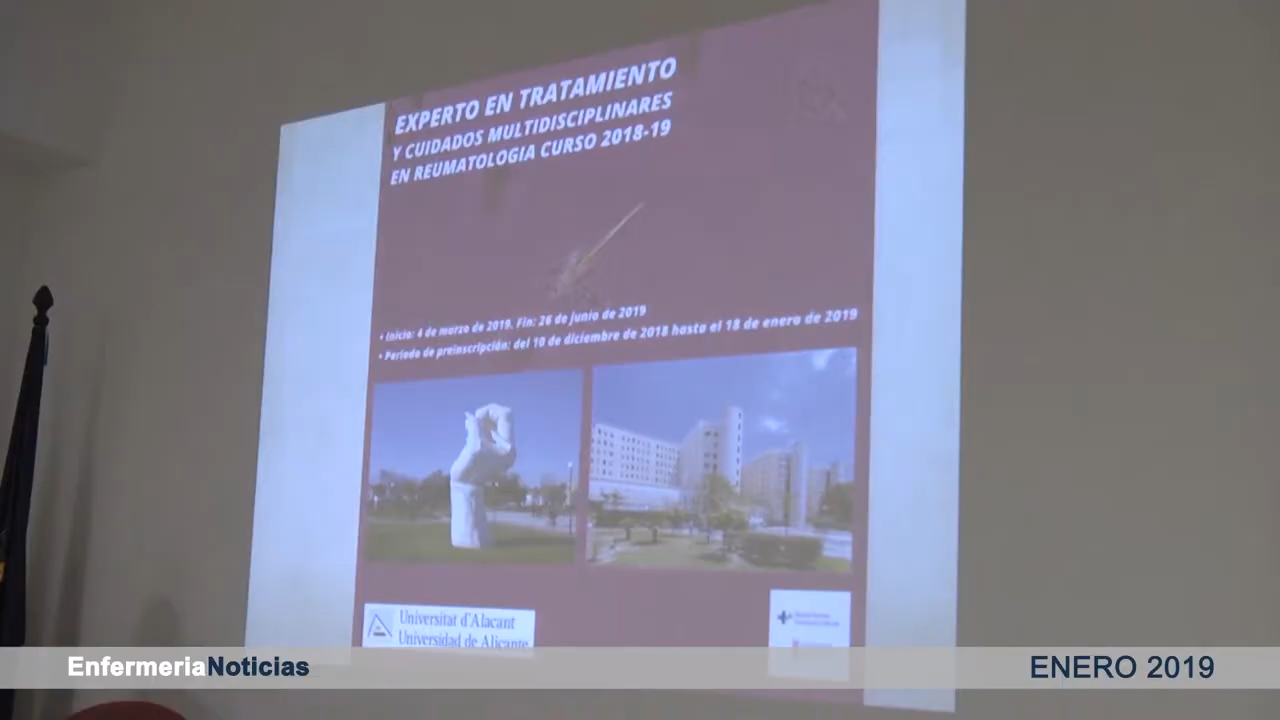 EXPERTO EN TRATAMIENTO
Y CUIDADOS MULTIDISCIPLINARES
EN REUMATOLOGIA CURSO 2018-19
• Inicio: 4 de marzo de 2019. Fin: 26 de junio de 2019
• Periodo de preinscripción: del 10 de diciembre de 2018 hasta el 18 de enero de 2019
Universitat d'Alacant
Universidad de Alicante
EnfermeriaNoticias
ENERO 2019